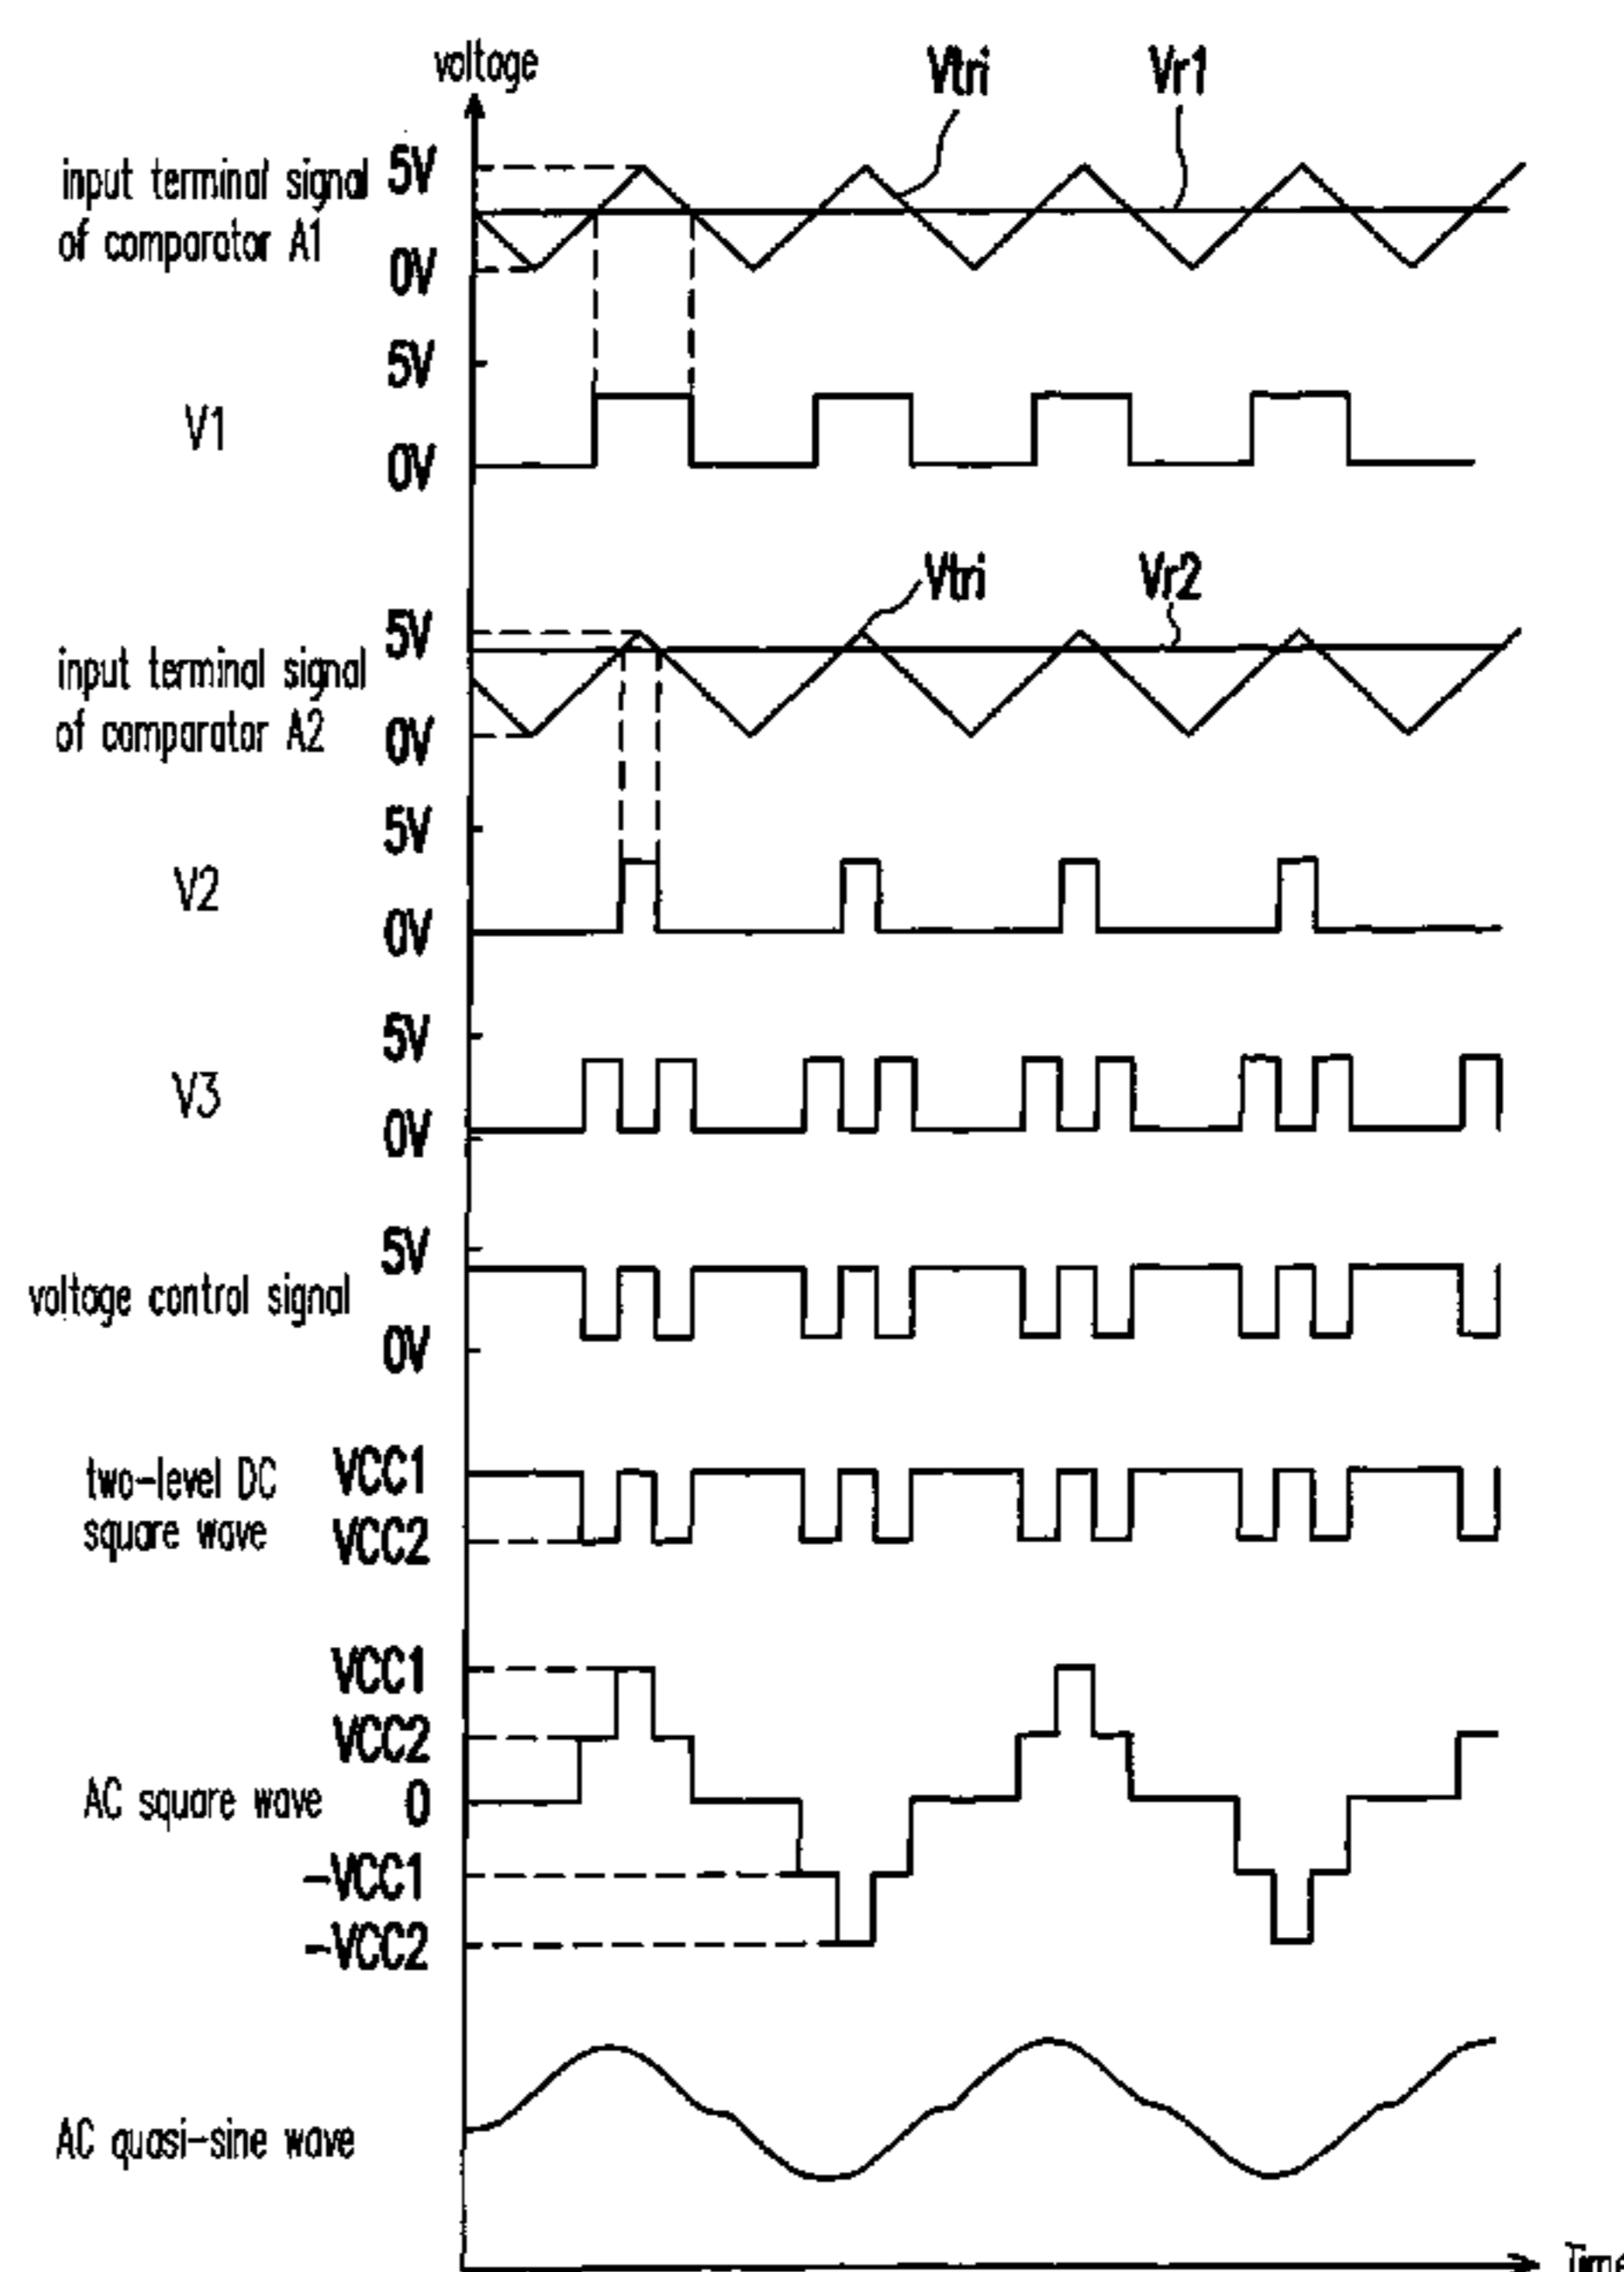 voltage
Vtri
Vr1
input terminal signal
of comparator A1
5V
0V
V1
5V
0V
Vtri
Vr2
input terminal signal
of comparator A2
5V
0V
V2
5V
0V
V3
5V
0V
voltage control signal
5V
0V
two-level DC
square wave
VCC1
VCC2
AC square wave
VCC1
VCC2
0
-VCC1
-VCC2
AC quasi-sine wave
Time